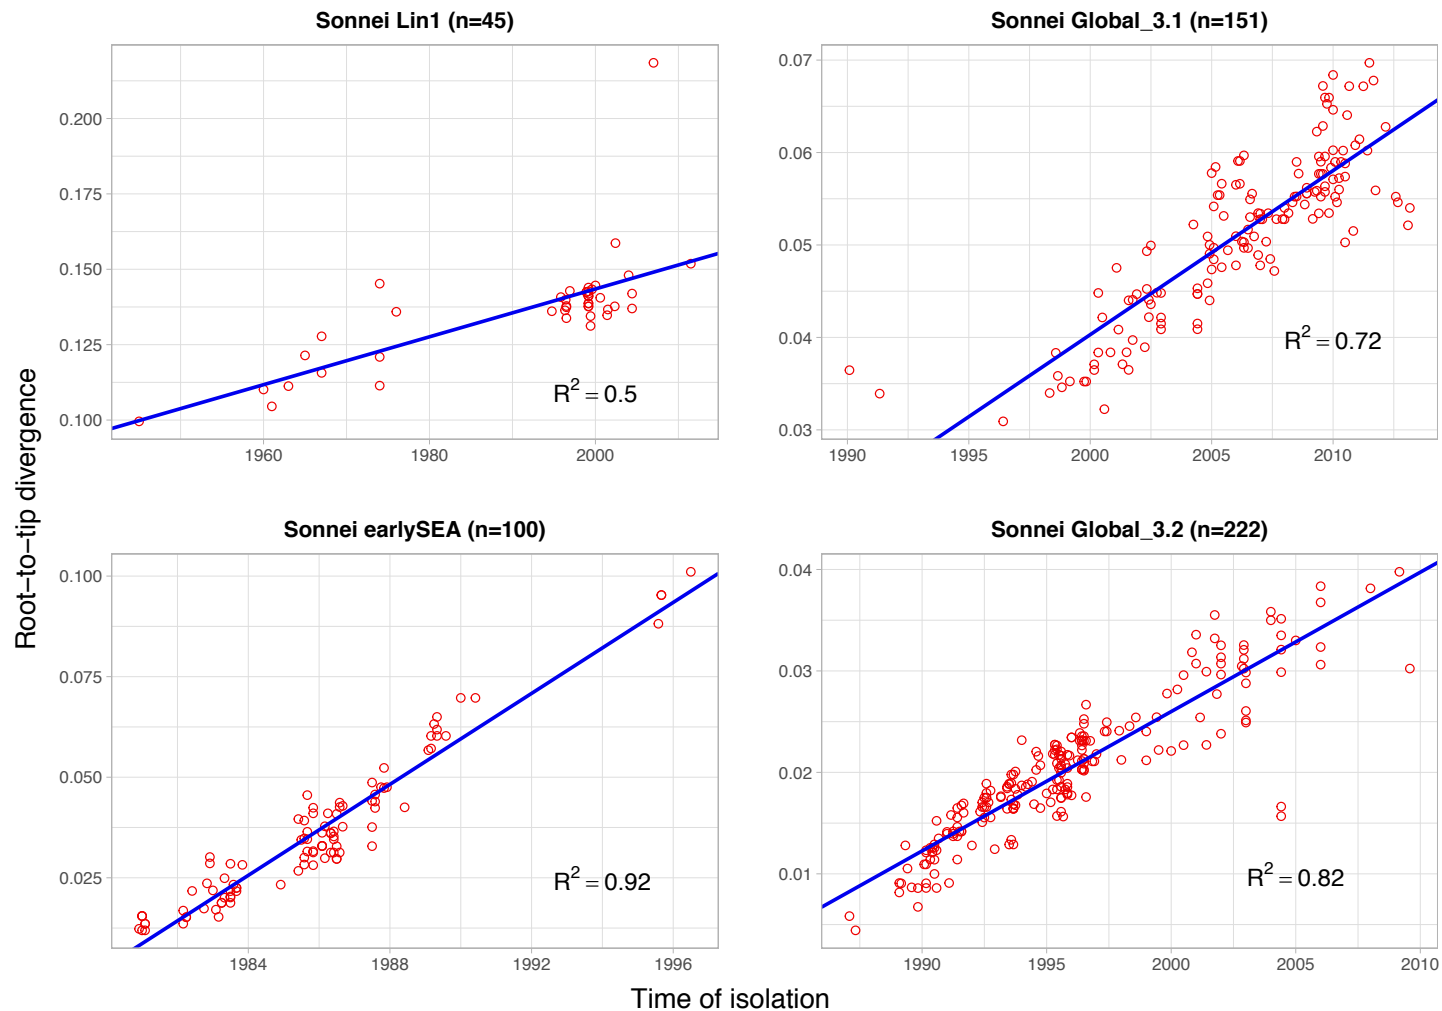 Sonnei Lin1 (n=45)
0.200
0.175
0.150
0.125
0.100
1960 1980 2000
R² = 0.5
Sonnei Global_3.1 (n=151)
0.07
0.06
0.05
0.04
0.03
1990 1995 2000 2005 2010
R² = 0.72
Root−to−tip divergence
Sonnei earlySEA (n=100)
0.100
0.075
0.050
0.025
1984 1988 1992 1996
R² = 0.92
Sonnei Global_3.2 (n=222)
0.04
0.03
0.02
0.01
1990 1995 2000 2005 2010
R² = 0.82
Time of isolation